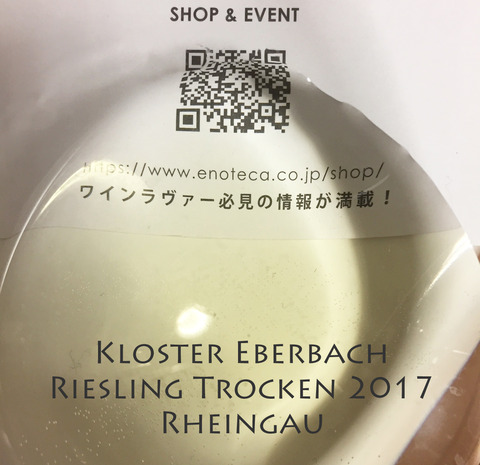 SHOP & EVENT
https://www.enoteca.co.jp/shop/
ワインラヴァー必見の情報が満載！
KLOSTER EBERBACH
RIESLING TROCKEN 2017
RHEINGAU